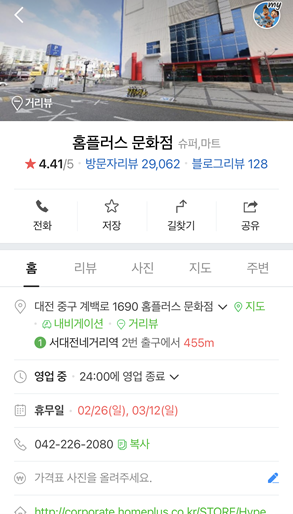 my
거리뷰
홈플러스 문화점 슈퍼,마트
★ 4.41/5 · 방문자리뷰 29,062 · 블로그리뷰 128
전화 저장 길찾기 공유
홈 리뷰 사진 지도 주변
대전 중구 계백로 1690 홈플러스 문화점 지도
· 내비게이션 · 거리뷰
1 서대전네거리역 2번 출구에서 455m
영업 중 · 24:00에 영업 종료
휴무일 · 02/26(일), 03/12(일)
042-226-2080 복사
가격표 사진을 올려주세요.
http://corporate.homeplus.co.kr/STORE/Hype